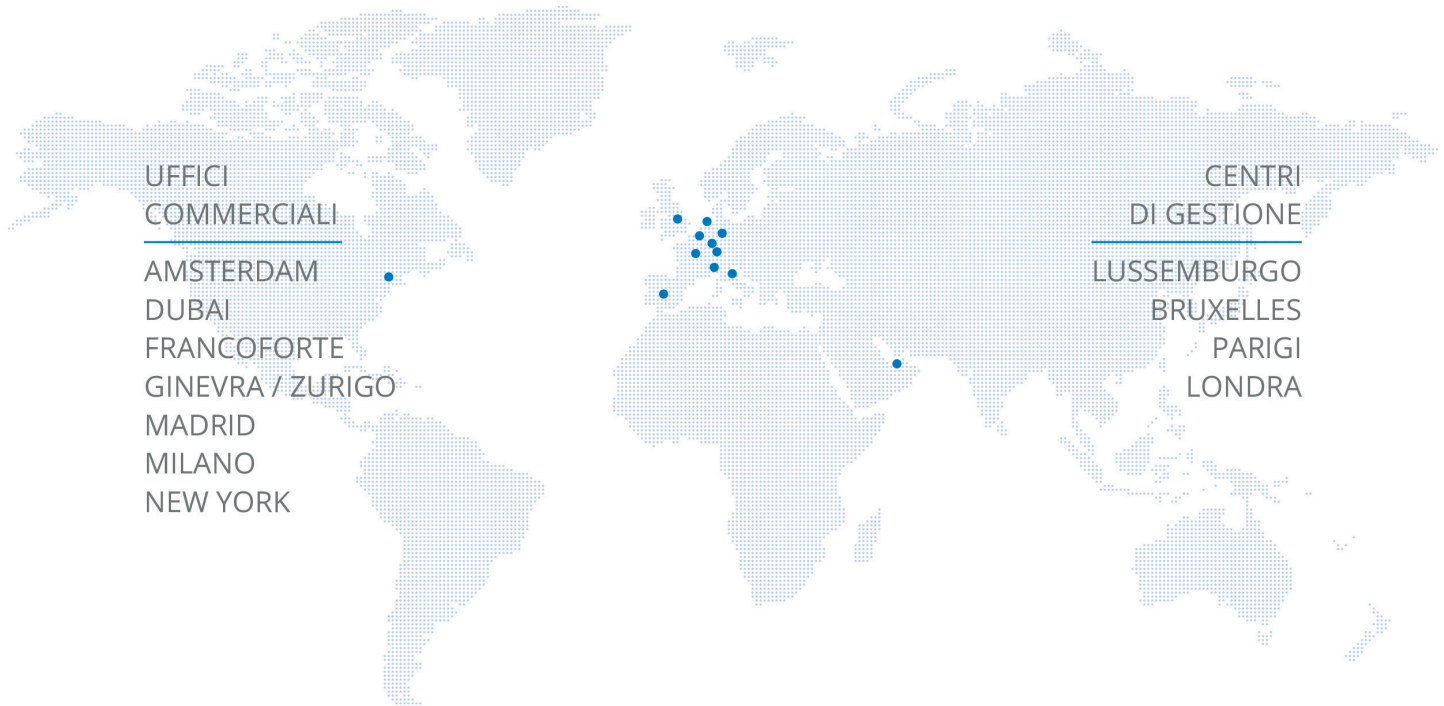 UFFICI
COMMERCIALI
AMSTERDAM
DUBAI
FRANCOFORTE
GINEVRA / ZURIGO
MADRID
MILANO
NEW YORK
CENTRI
DI GESTIONE
LUSSEMBURGO
BRUXELLES
PARIGI
LONDRA